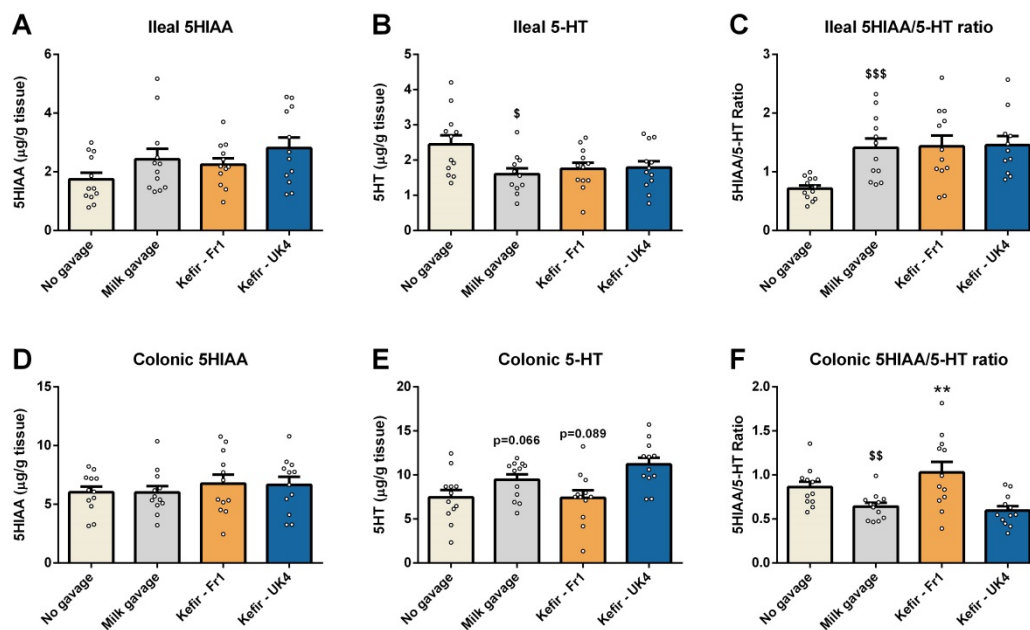 A
Ileal 5HIAA
5HIAA (µg/g tissue)
6
4
2
0
No gavage
Milk gavage
Kefir - Fr1
Kefir - UK4
B
Ileal 5-HT
5HT (µg/g tissue)
5
4
3
2
1
0
$
No gavage
Milk gavage
Kefir - Fr1
Kefir - UK4
C
Ileal 5HIAA/5-HT ratio
5HIAA/5-HT Ratio
3
2
1
0
$$$
No gavage
Milk gavage
Kefir - Fr1
Kefir - UK4
D
Colonic 5HIAA
5HIAA (µg/g tissue)
15
10
5
0
No gavage
Milk gavage
Kefir - Fr1
Kefir - UK4
E
Colonic 5-HT
5HT (µg/g tissue)
20
15
10
5
0
p=0.066
p=0.089
No gavage
Milk gavage
Kefir - Fr1
Kefir - UK4
F
Colonic 5HIAA/5-HT ratio
5HIAA/5-HT Ratio
2.0
1.5
1.0
0.5
0.0
$$
**
No gavage
Milk gavage
Kefir - Fr1
Kefir - UK4